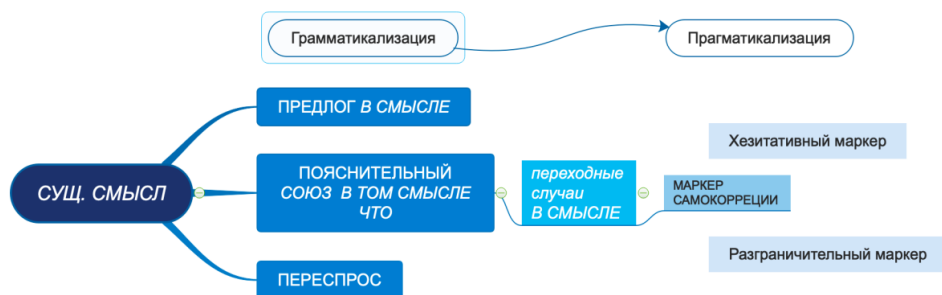 Грамматикализация
Прагматикализация
ПРЕДЛОГ В СМЫСЛЕ
Хезитативный маркер
СУЩ. СМЫСЛ
ПОЯСНИТЕЛЬНЫЙ
СОЮЗ В ТОМ СМЫСЛЕ
ЧТО
переходные
случаи
В СМЫСЛЕ
МАРКЕР
САМОКОРРЕЦИИ
Разграничительный маркер
ПЕРЕСПРОС